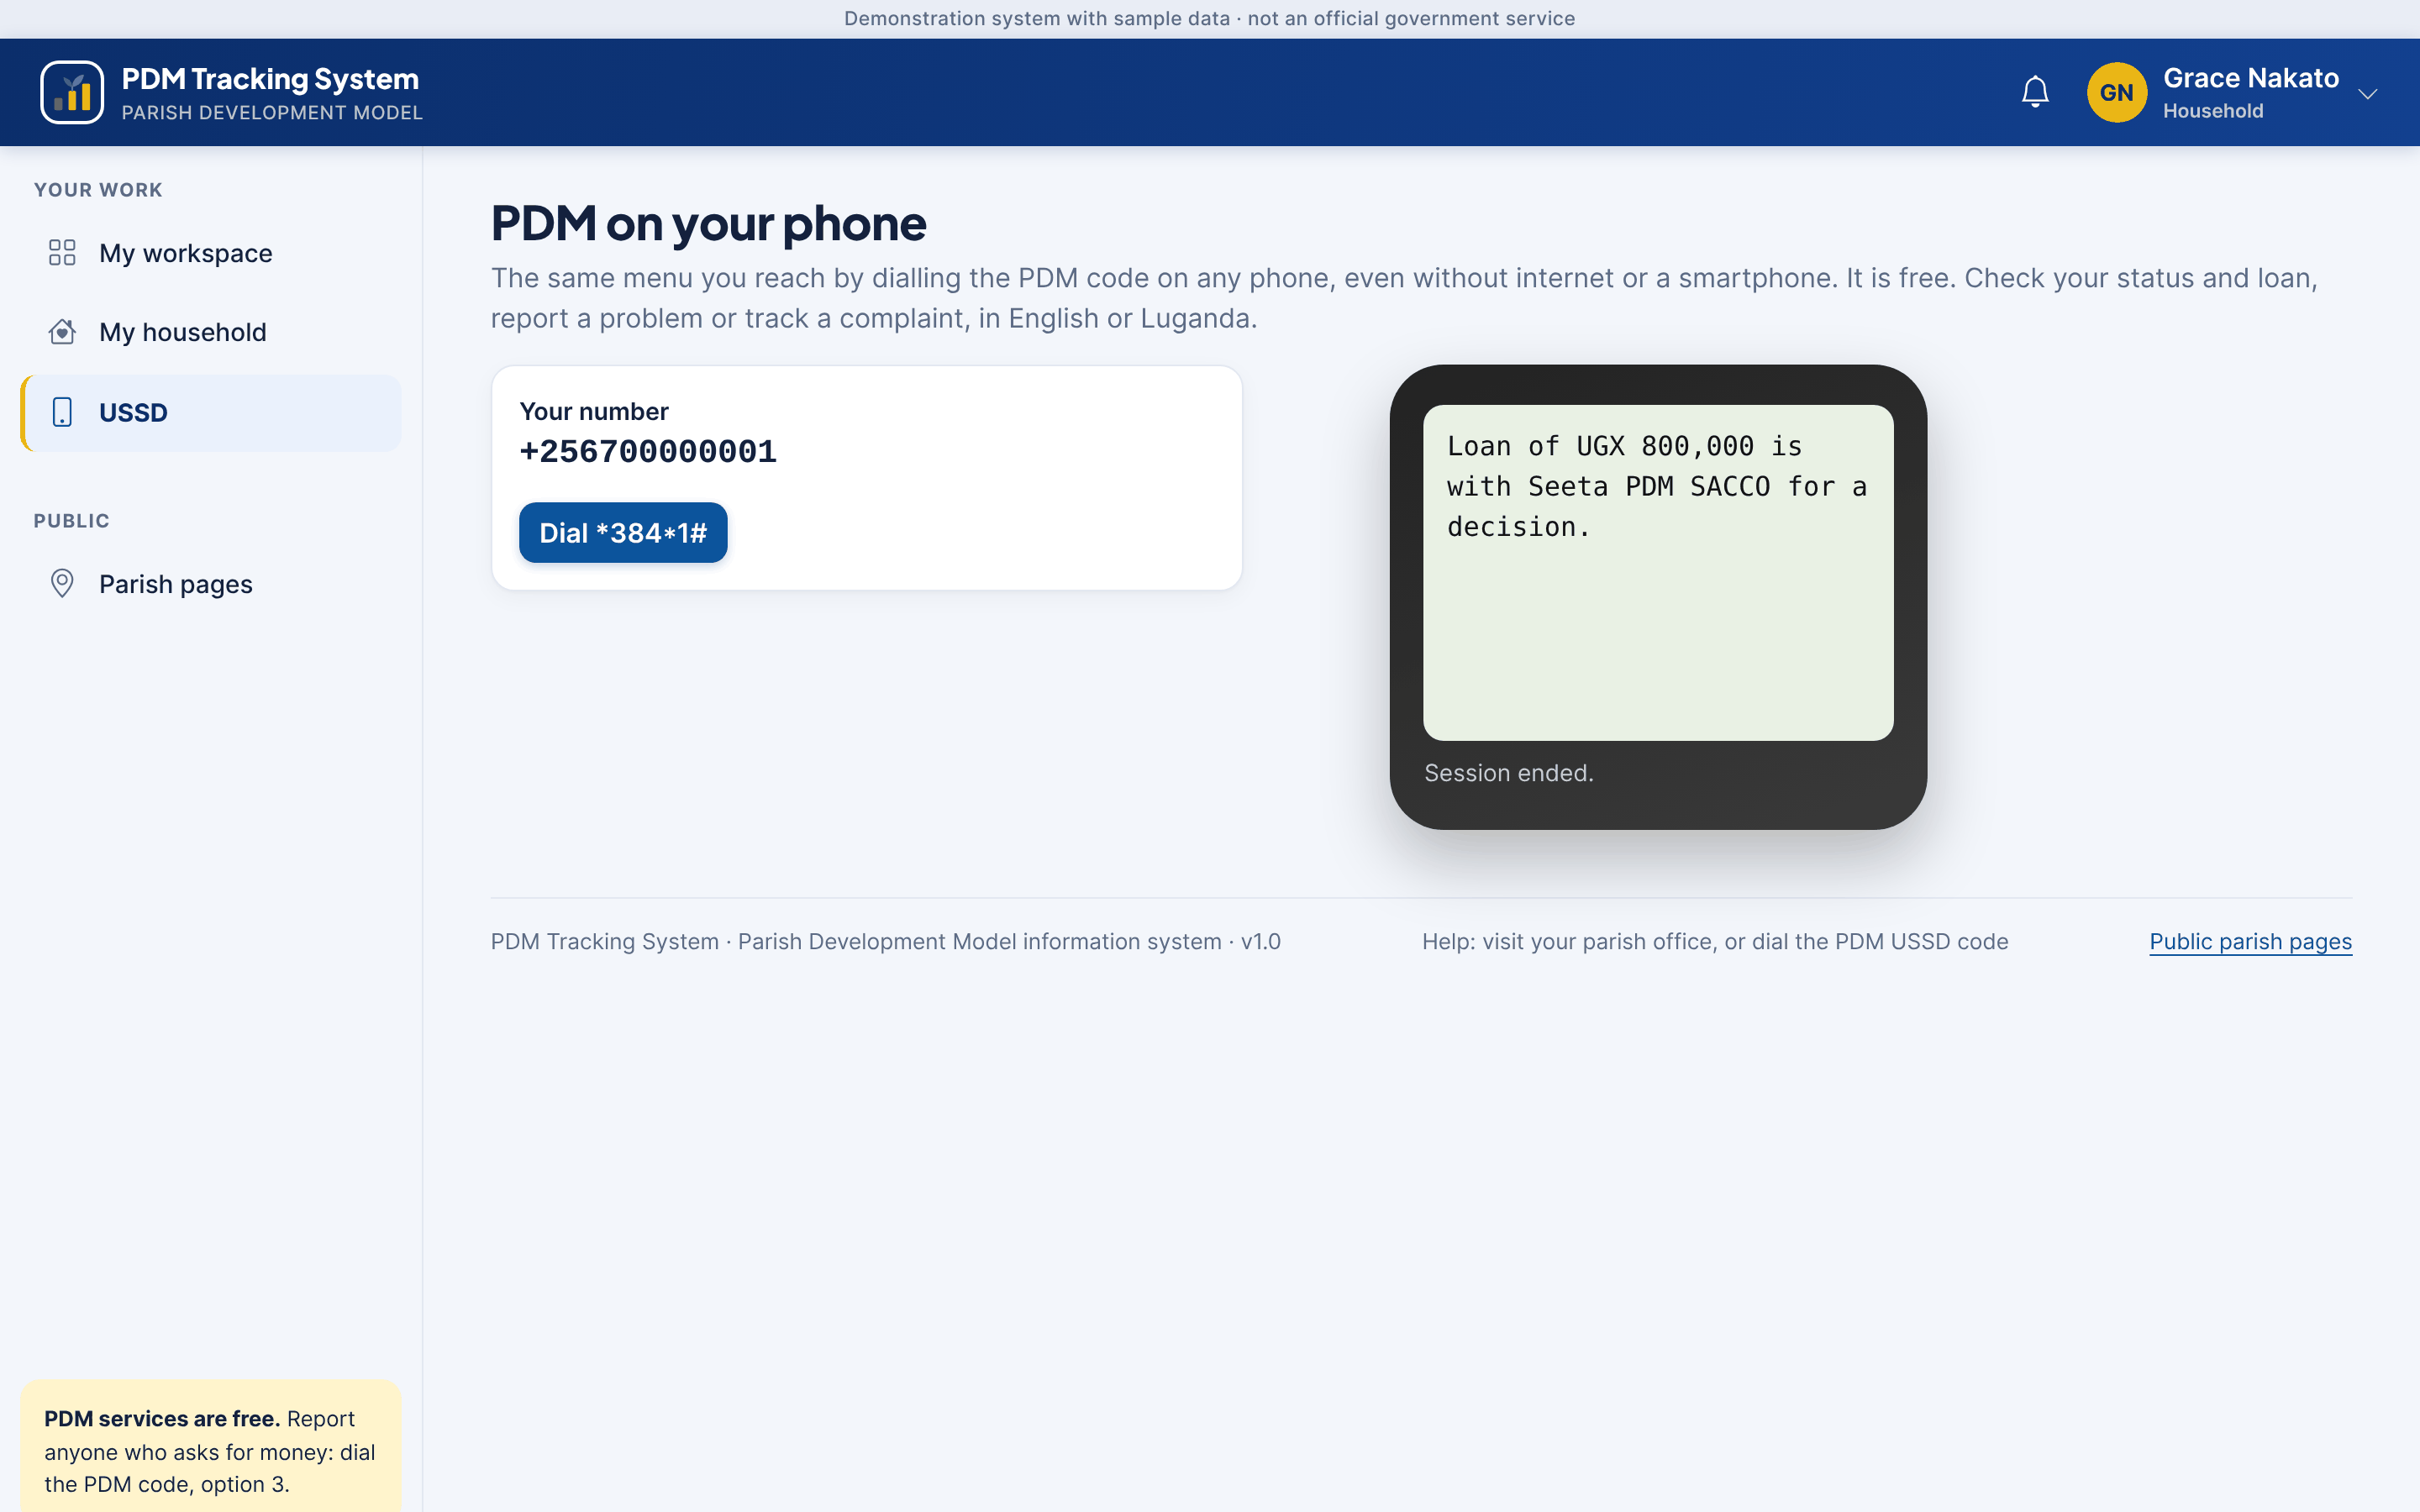 Demonstration system with sample data · not an official government service
PDM Tracking System
PARISH DEVELOPMENT MODEL
GN
Grace Nakato
Household
YOUR WORK
My workspace
My household
USSD
PUBLIC
Parish pages
PDM services are free. Report
anyone who asks for money: dial
the PDM code, option 3.
PDM on your phone
The same menu you reach by dialling the PDM code on any phone, even without internet or a smartphone. It is free. Check your status and loan,
report a problem or track a complaint, in English or Luganda.
Your number
+256700000001
Dial *384*1#
Loan of UGX 800,000 is
with Seeta PDM SACCO for a
decision.
Session ended.
PDM Tracking System · Parish Development Model information system · v1.0
Help: visit your parish office, or dial the PDM USSD code
Public parish pages